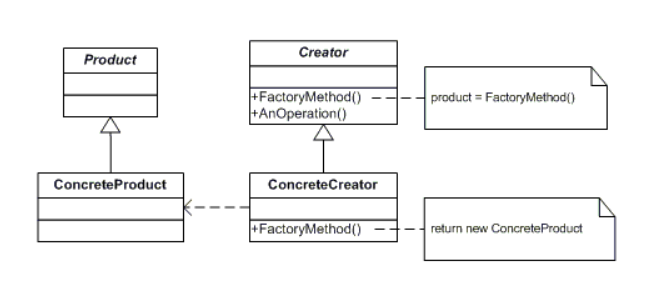 Product
Creator
+FactoryMethod()
+AnOperation()
product = FactoryMethod()
ConcreteProduct
ConcreteCreator
+FactoryMethod()
return new ConcreteProduct